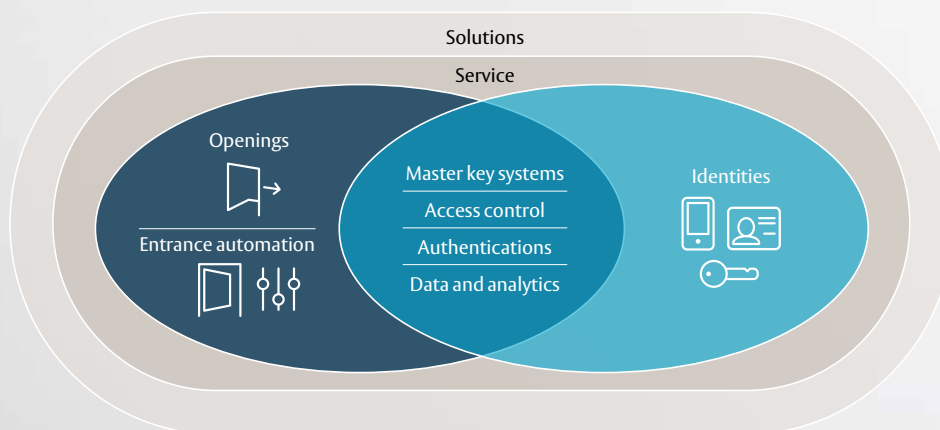 Solutions
Service
Openings
Entrance automation
Master key systems
Access control
Authentications
Data and analytics
Identities